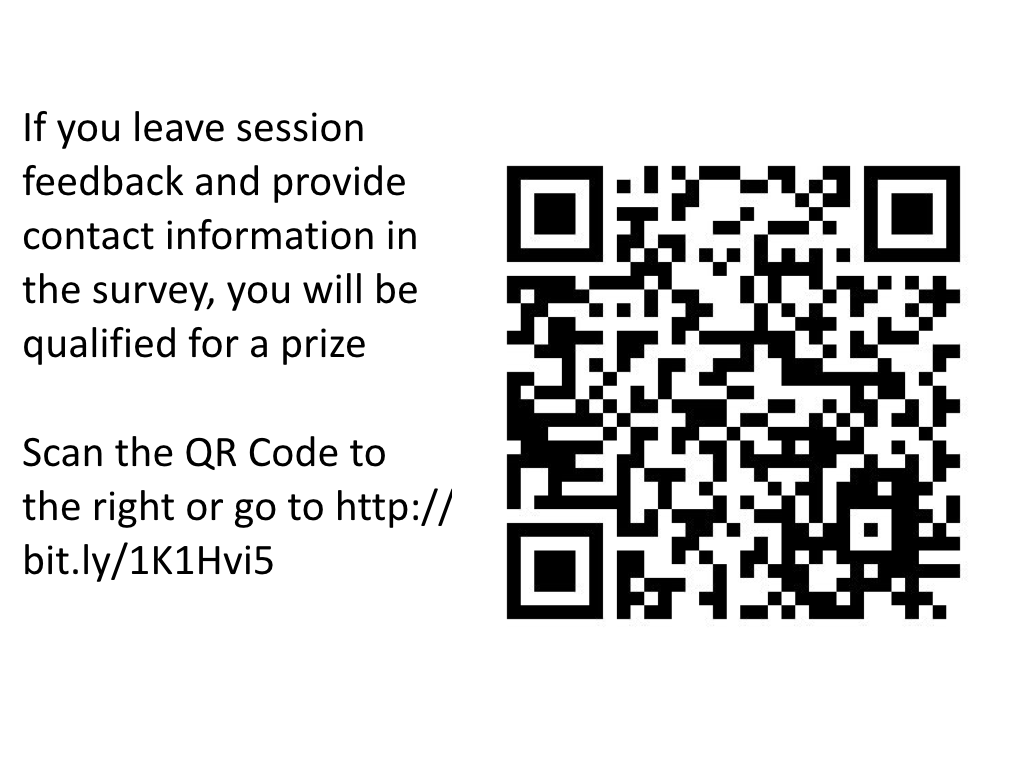 If you leave session
feedback and provide
contact information in
the survey, you will be
qualified for a prize
Scan the QR Code to
the right or go to http://
bit.ly/1K1Hvi5